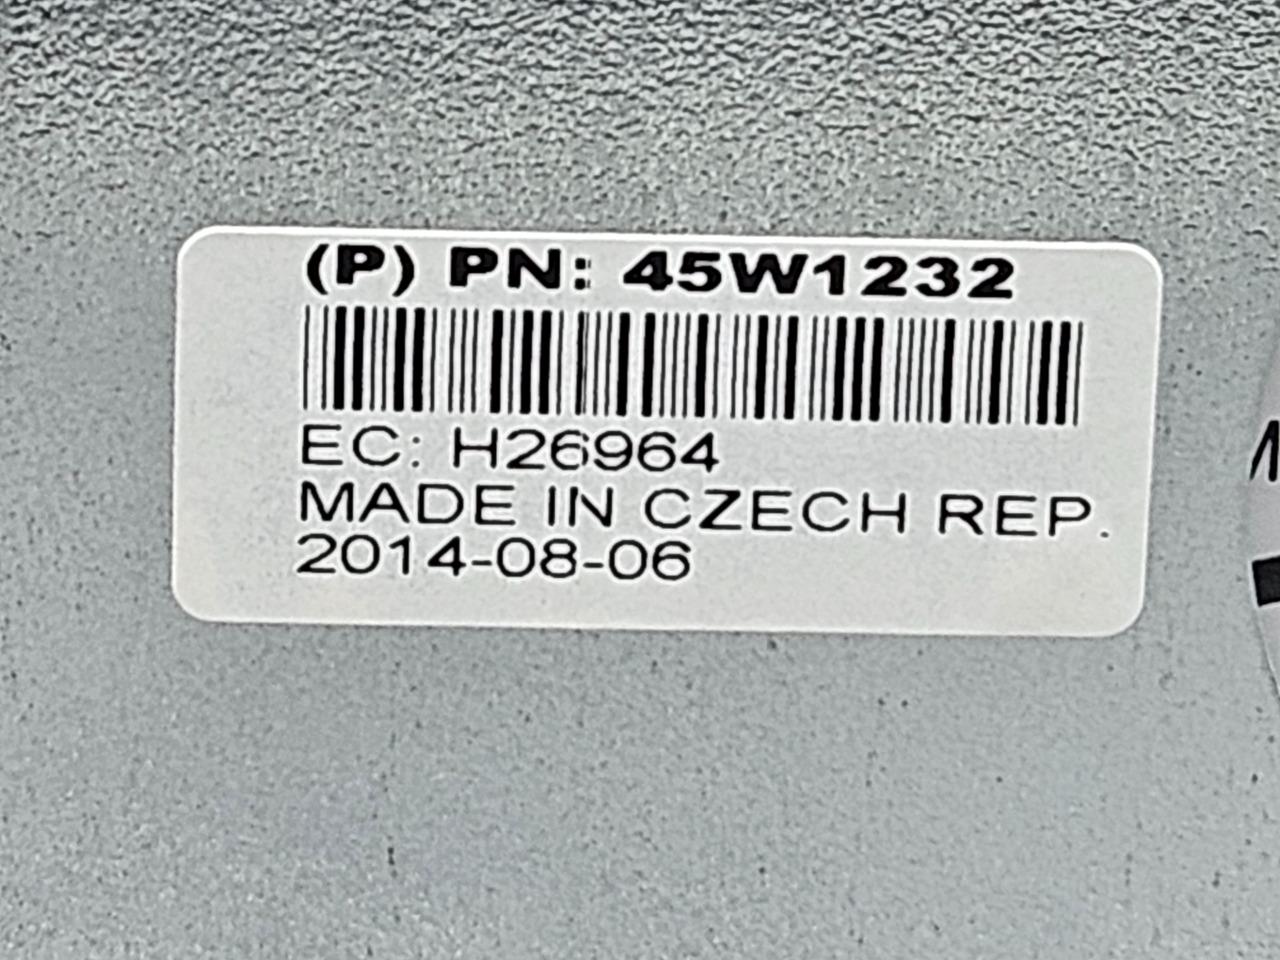 (P) PN: 45W1232
EC: H26964
MADE IN CZECH REP.
2014-08-06